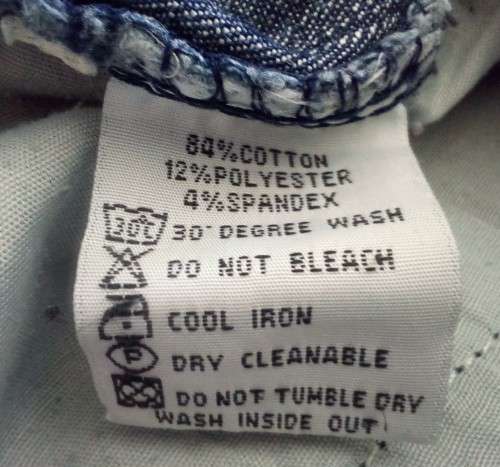 84%COTTON
12%POLYESTER
4%SPANDEX
30C 30° DEGREE WASH
DO NOT BLEACH
COOL IRON
P DRY CLEANABLE
DO NOT TUMBLE DRY
WASH INSIDE OUT